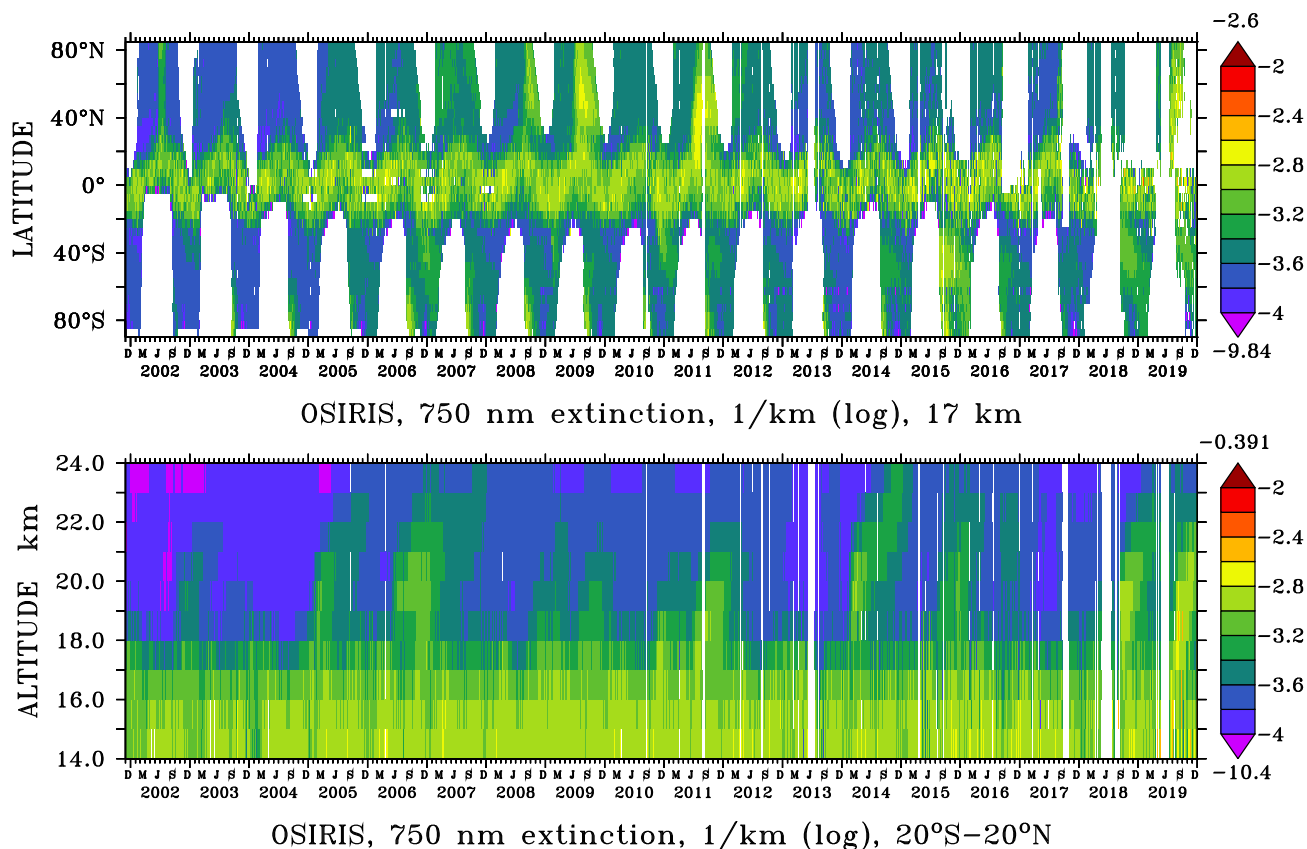 −2.6
80°N
40°N
0°
40°S
80°S
LATITUDE
−2
−2.4
−2.8
−3.2
−3.6
−4
−9.84
D M J S D M J S D M J S D M J S D M J S D M J S D M J S D M J S D M J S D M J S D M J S D M J S D M J S D M J S D M J S D M J S D M J S D M J S D
2002 2003 2004 2005 2006 2007 2008 2009 2010 2011 2012 2013 2014 2015 2016 2017 2018 2019
OSIRIS, 750 nm extinction, 1/km (log), 17 km
−0.391
24.0
22.0
20.0
18.0
16.0
14.0
ALTITUDE km
−2
−2.4
−2.8
−3.2
−3.6
−4
−10.4
D M J S D M J S D M J S D M J S D M J S D M J S D M J S D M J S D M J S D M J S D M J S D M J S D M J S D M J S D M J S D M J S D M J S D M J S D
2002 2003 2004 2005 2006 2007 2008 2009 2010 2011 2012 2013 2014 2015 2016 2017 2018 2019
OSIRIS, 750 nm extinction, 1/km (log), 20°S−20°N